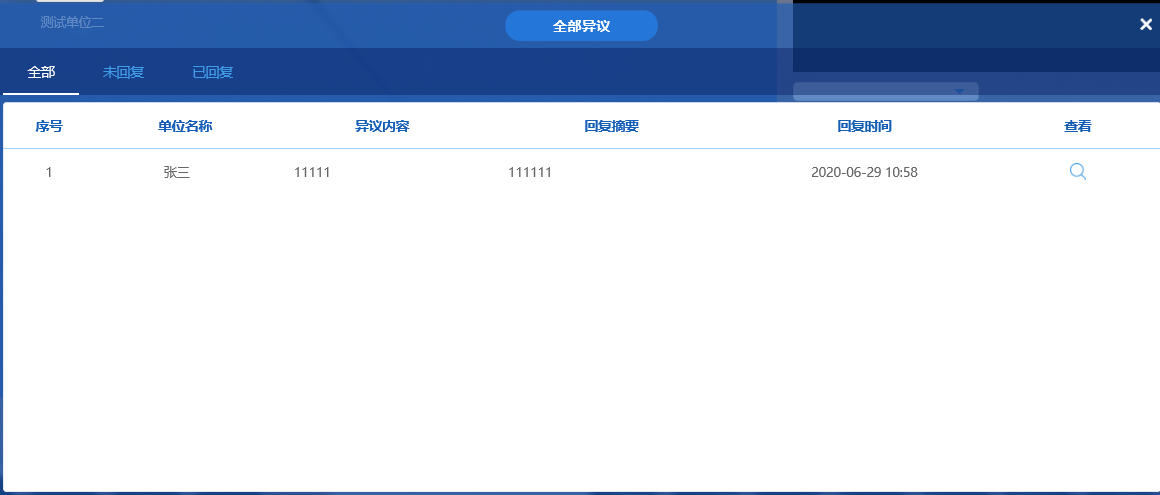 测试单位二
全部异议
全部 未回复 已回复
序号 单位名称 异议内容 回复摘要 回复时间 查看
1 张三 11111 111111 2020-06-29 10:58